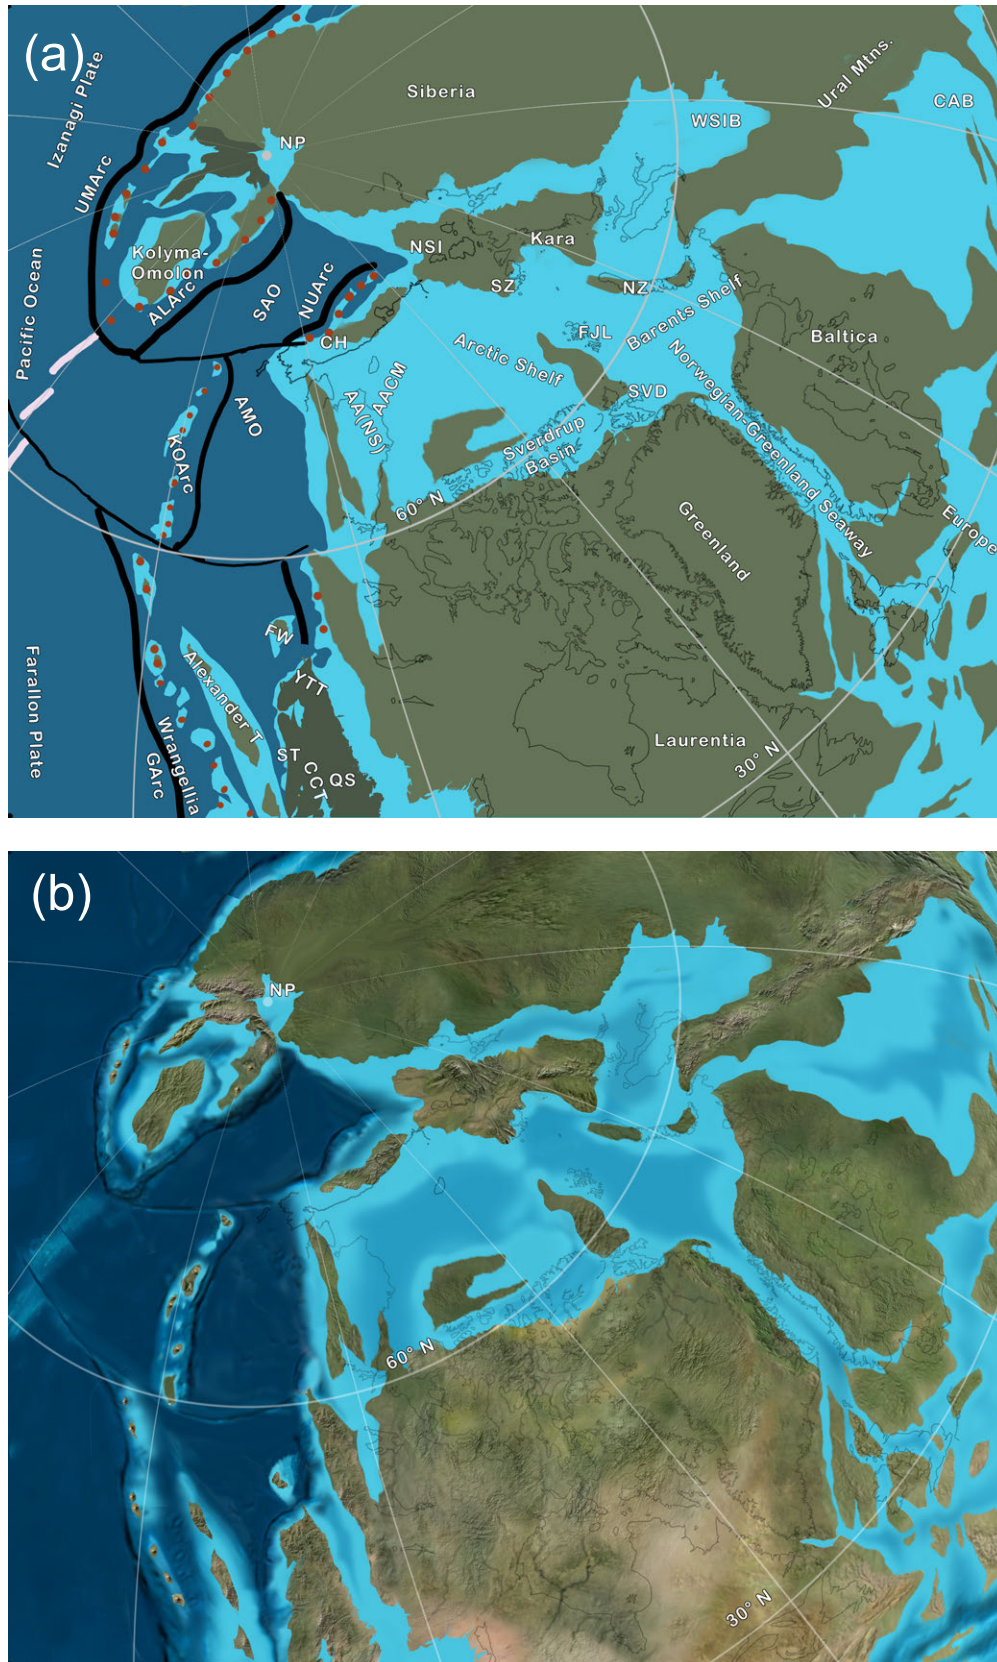 (a)
Izanagi Plate
Siberia
Ural Mtns.
CAB
WSIB
NP
UMArc
Kolyma-
Omolon
ALArc
SAO
NUArc
NSI
Kara
SZ
NZ
Pacific Ocean
CH
Arctic Shelf
FJL
Barents Shelf
Baltica
AMO
AA(NS)
AACM
SVD
Norwegian-Greenland Seaway
KOArc
Sverdrup
Basin
60° N
Greenland
Europe
FW
YTT
Farallon Plate
Alexander T
Wrangellia
GArc
ST
CCT
QS
Laurentia
30° N
(b)
NP
60° N
30° N